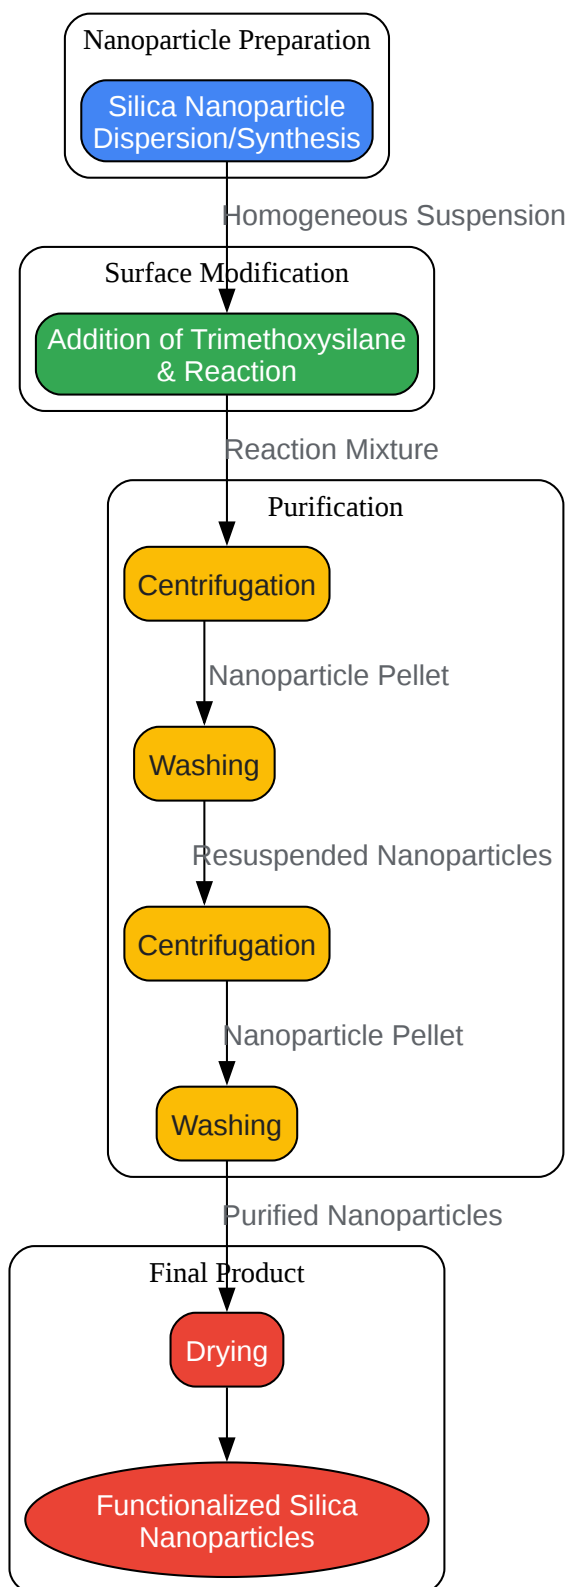 Nanoparticle Preparation
Silica Nanoparticle
Dispersion/Synthesis
Homogeneous Suspension
Surface Modification
Addition of Trimethoxysilane
& Reaction
Reaction Mixture
Purification
Centrifugation
Nanoparticle Pellet
Washing
Resuspended Nanoparticles
Centrifugation
Nanoparticle Pellet
Washing
Purified Nanoparticles
Final Product
Drying
Functionalized Silica
Nanoparticles